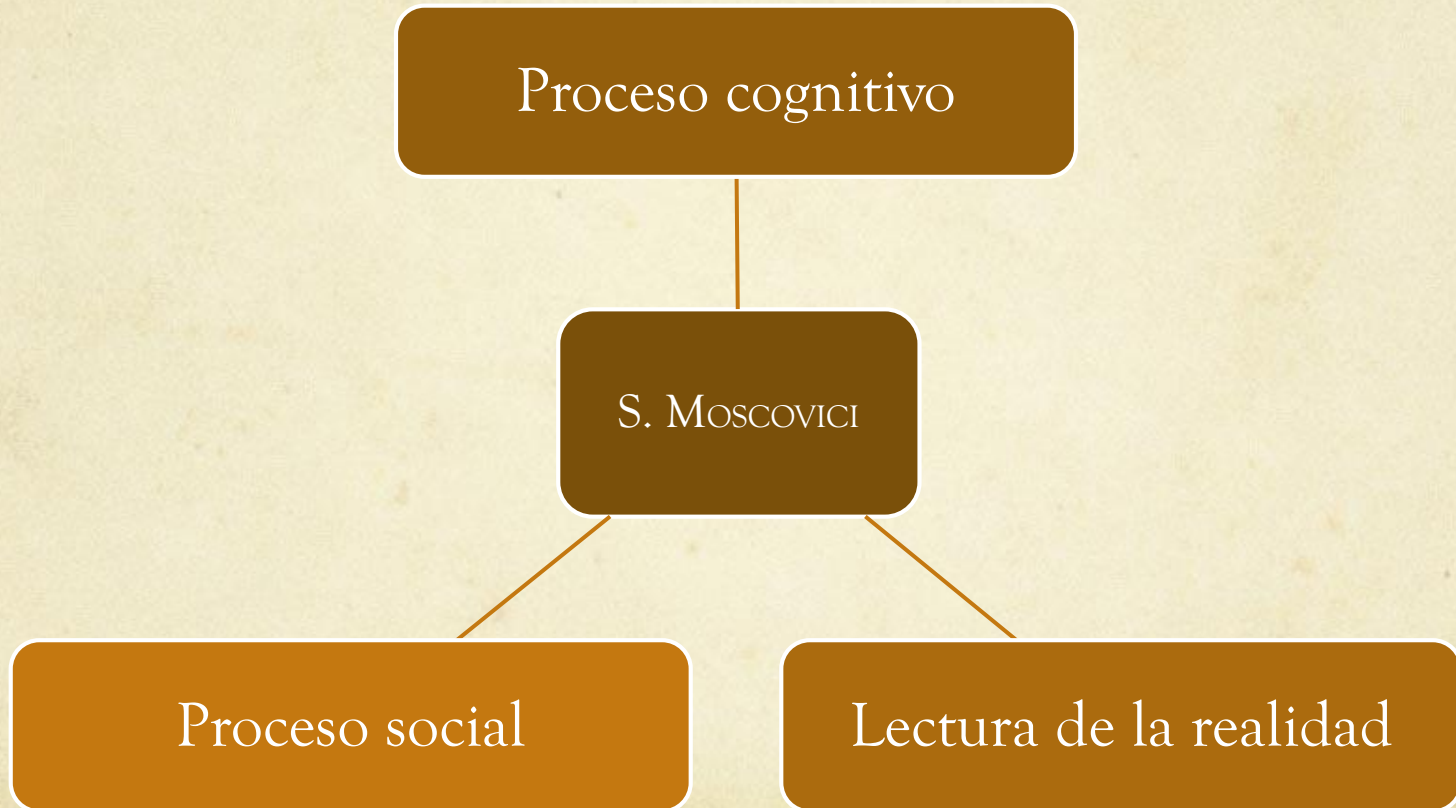 Proceso cognitivo
S. Moscovici
Proceso social
Lectura de la realidad